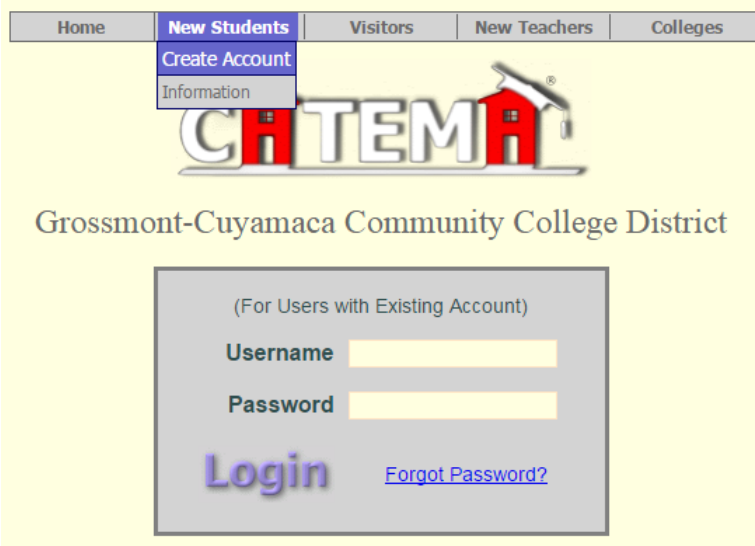 Home New Students Visitors New Teachers Colleges
Create Account
Information
CATEMA®
Grossmont-Cuyamaca Community College District
(For Users with Existing Account)
Username
Password
Login Forgot Password?